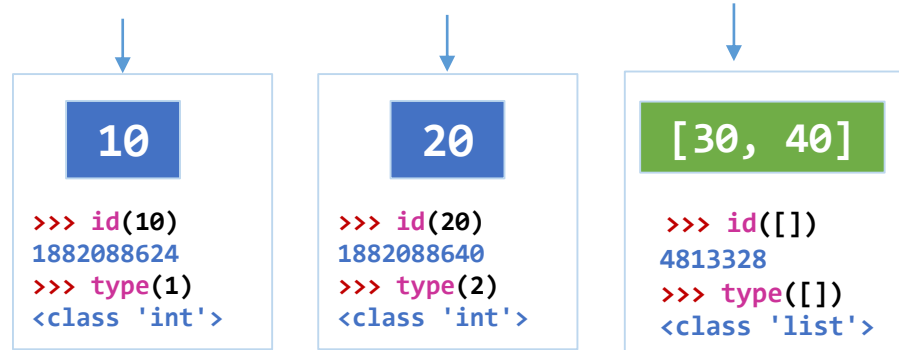 10
>>> id(10)
1882088624
>>> type(1)
<class 'int'>
20
>>> id(20)
1882088640
>>> type(2)
<class 'int'>
[30, 40]
>>> id([])
4813328
>>> type([])
<class 'list'>